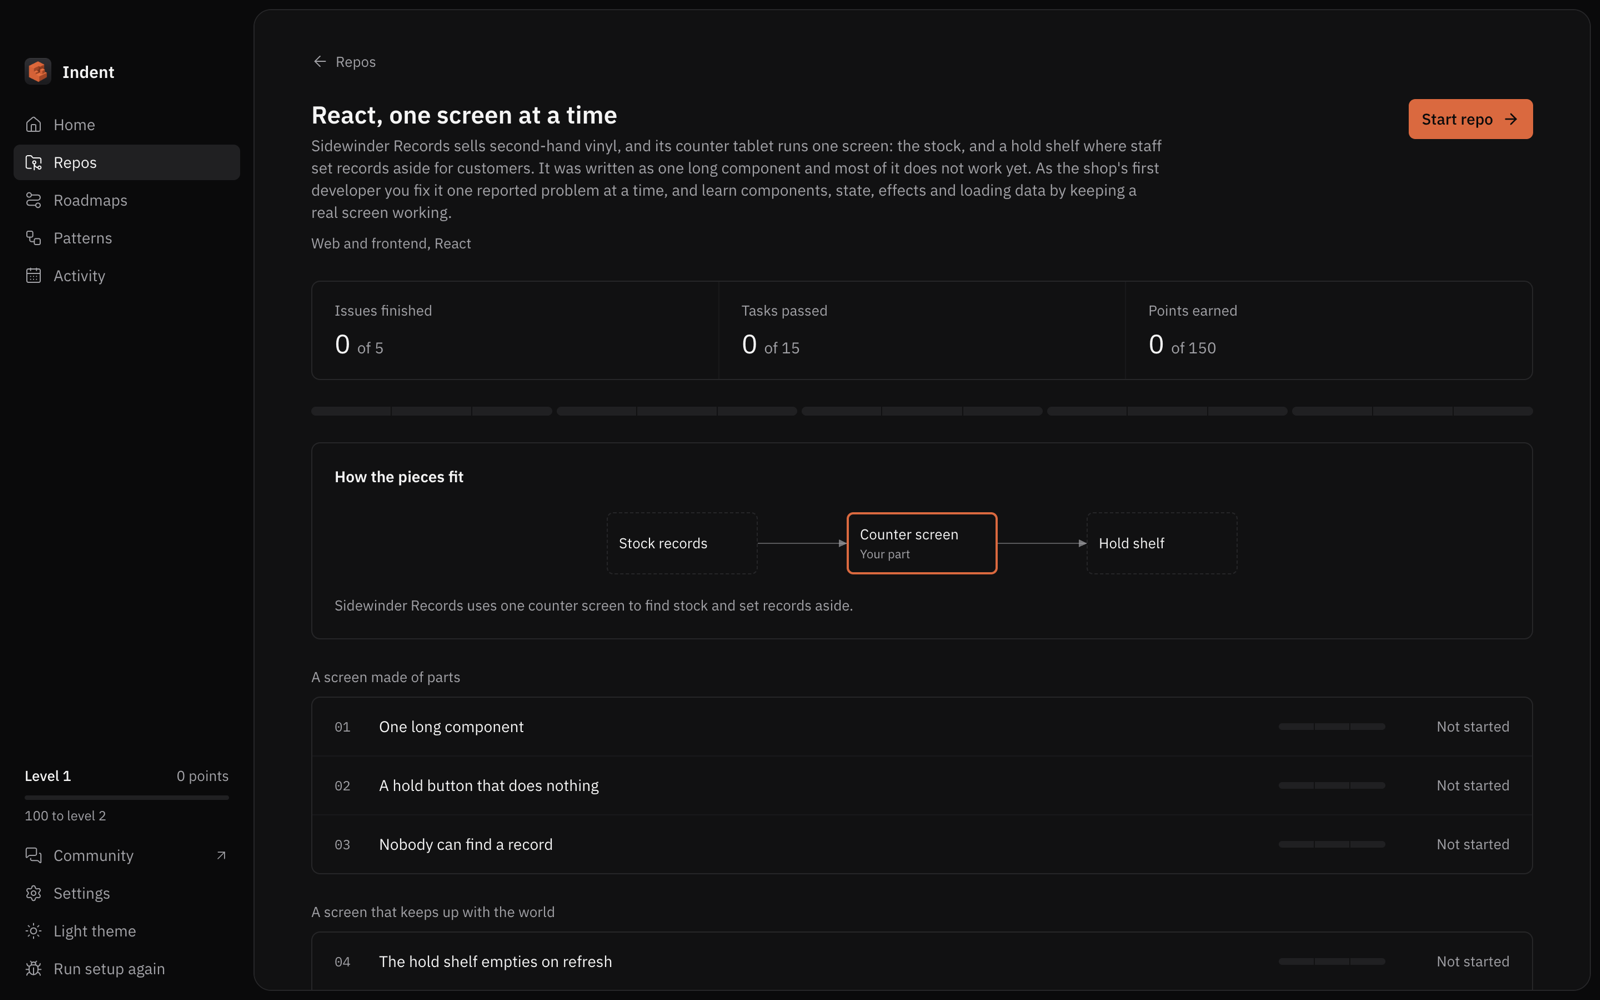 Indent
Home
Repos
Roadmaps
Patterns
Activity
Level 1
0 points
100 to level 2
Community
Settings
Light theme
Run setup again
Repos
React, one screen at a time
Start repo
Sidewinder Records sells second-hand vinyl, and its counter tablet runs one screen: the stock, and a hold shelf where staff
set records aside for customers. It was written as one long component and most of it does not work yet. As the shop's first
developer you fix it one reported problem at a time, and learn components, state, effects and loading data by keeping a
real screen working.
Web and frontend, React
Issues finished
0 of 5
Tasks passed
0 of 15
Points earned
0 of 150
How the pieces fit
Stock records
Counter screen
Your part
Hold shelf
Sidewinder Records uses one counter screen to find stock and set records aside.
A screen made of parts
01 One long component Not started
02 A hold button that does nothing Not started
03 Nobody can find a record Not started
A screen that keeps up with the world
04 The hold shelf empties on refresh Not started